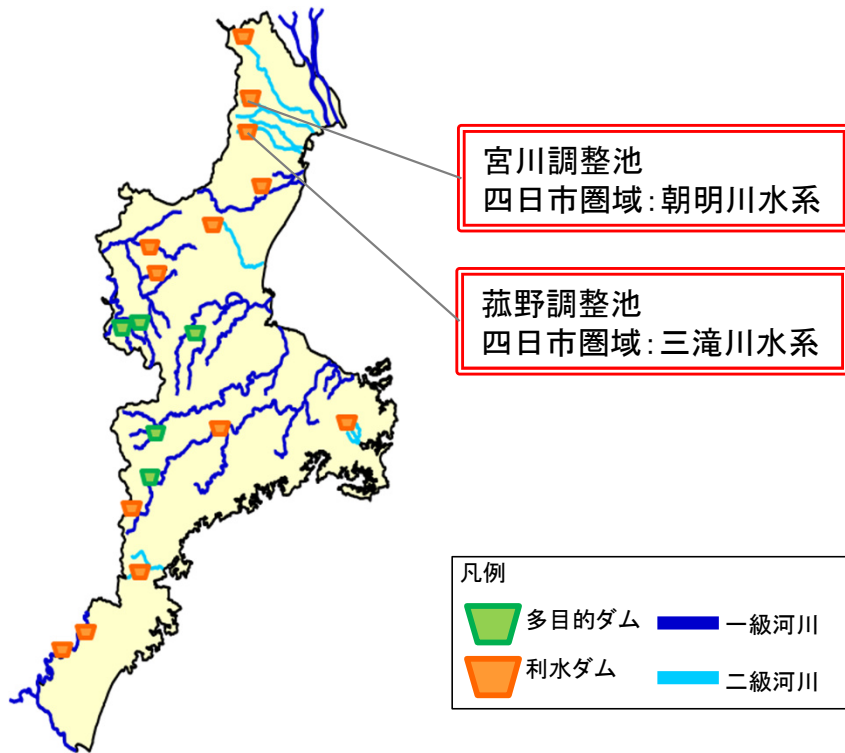 宮川調整池
四日市圏域:朝明川水系
菰野調整池
四日市圏域:三滝川水系
凡例
多目的ダム
一級河川
利水ダム
二級河川